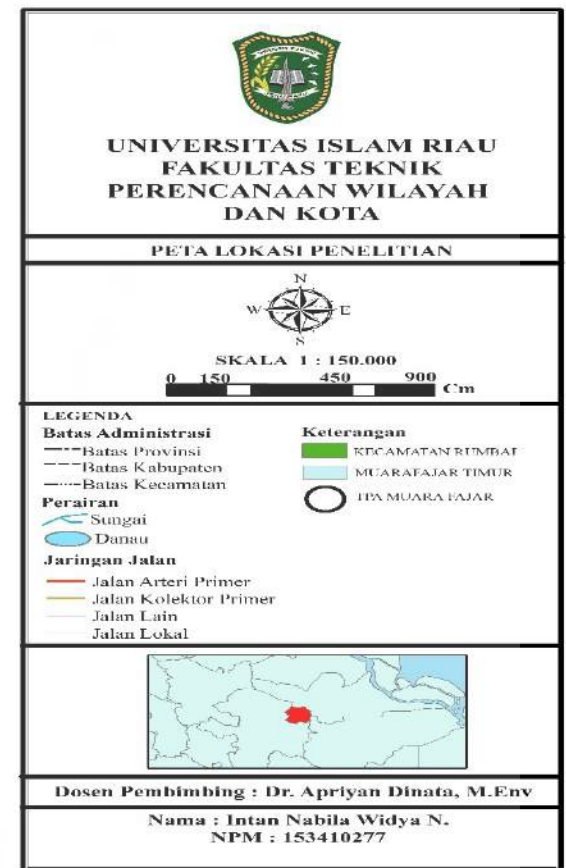 UNIVERSITAS ISLAM RIAU
FAKULTAS TEKNIK
PERENCANAAN WILAYAH
DAN KOTA
PETA LOKASI PENELITIAN
N
W E
S
SKALA 1 : 150.000
0 150 450 900 Cm
LEGENDA
Batas Administrasi
Batas Provinsi
Batas Kabupaten
Batas Kecamatan
Perairan
Sungai
Danau
Jaringan Jalan
Jalan Arteri Primer
Jalan Kolektor Primer
Jalan Lain
Jalan Lokal
Keterangan
KECAMATAN RUMBAI
MUARAFAJAR TIMUR
TPA MUARA FAJAR
Dosen Pembimbing : Dr. Apriyan Dinata, M.Env
Nama : Intan Nabila Widya N.
NPM : 153410277